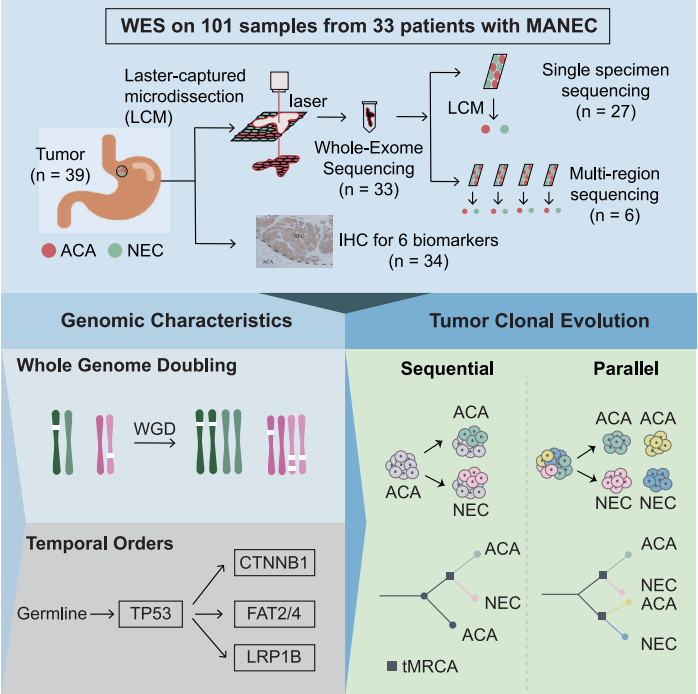 WES on 101 samples from 33 patients with MANEC
Laster-captured
microdissection
(LCM)
laser
Tumor
(n = 39)
ACA
NEC
Whole-Exome
Sequencing
(n = 33)
LCM
Single specimen
sequencing
(n = 27)
Multi-region
sequencing
(n = 6)
NEC
ACA
IHC for 6 biomarkers
(n = 34)
Genomic Characteristics
Whole Genome Doubling
WGD
Temporal Orders
Germline
TP53
CTNNB1
FAT2/4
LRP1B
Tumor Clonal Evolution
Sequential
ACA
ACA
NEC
ACA
NEC
ACA
tMRCA
Parallel
ACA ACA
NEC NEC
ACA
NEC
ACA
NEC